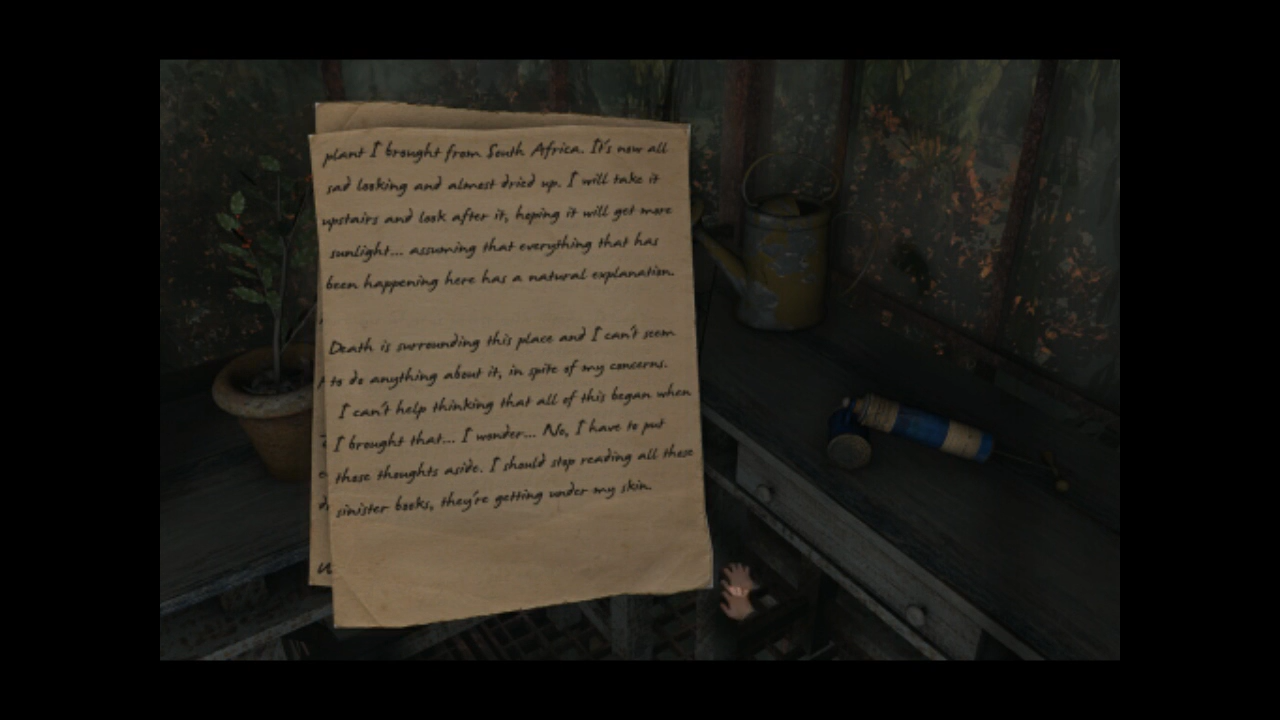 plant I brought from South Africa. It's now all
sad looking and almost dried up. I will take it
upstairs and look after it, hoping it will get more
sunlight... assuming that everything that has
been happening here has a natural explanation.
Death is surrounding this place and I can't seem
to do anything about it, in spite of my concerns.
I can't help thinking that all of this began when
I brought that... I wonder... No, I have to put
those thoughts aside. I should stop reading all these
sinister books, they're getting under my skin.